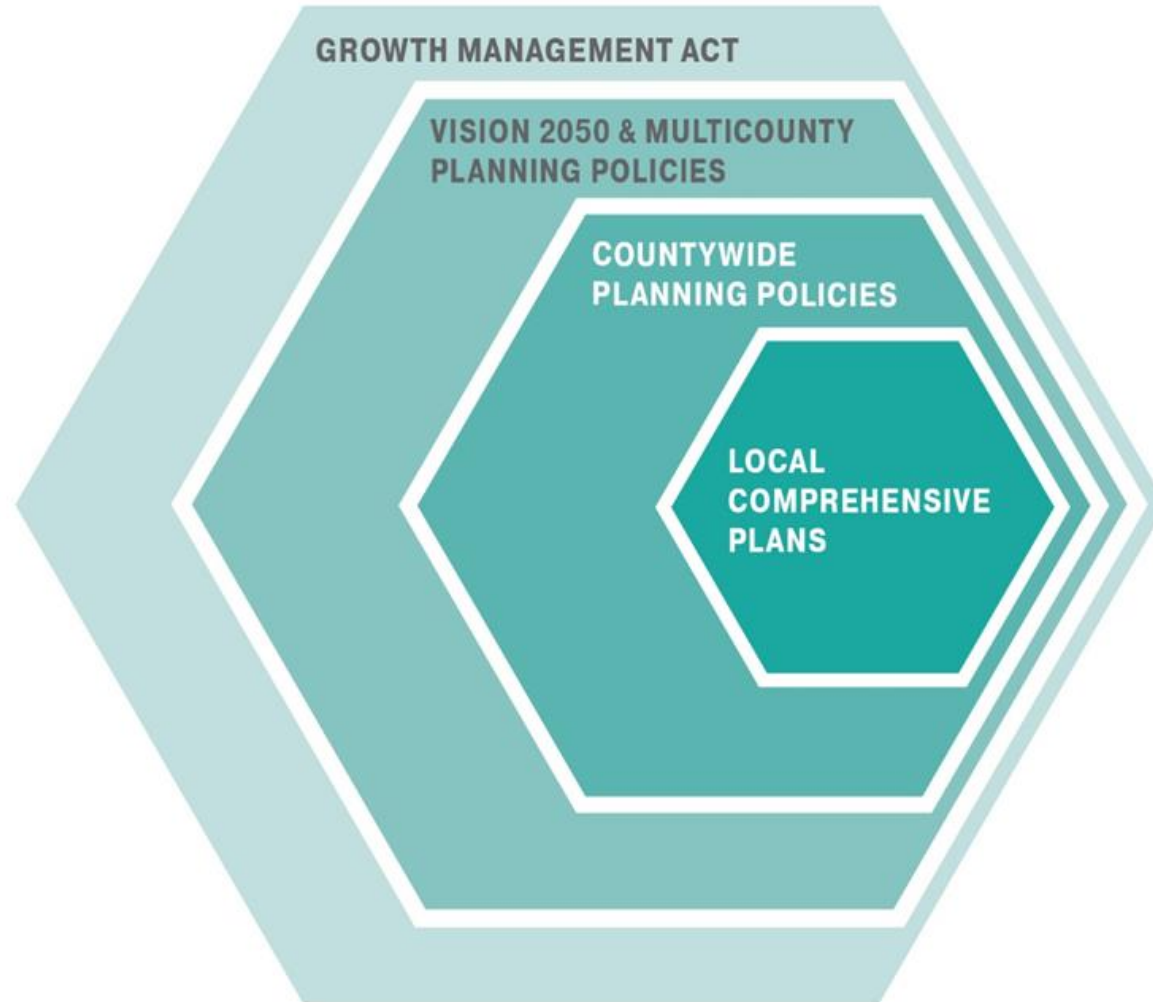 GROWTH MANAGEMENT ACT
VISION 2050 & MULTICOUNTY
PLANNING POLICIES
COUNTYWIDE
PLANNING POLICIES
LOCAL
COMPREHENSIVE
PLANS